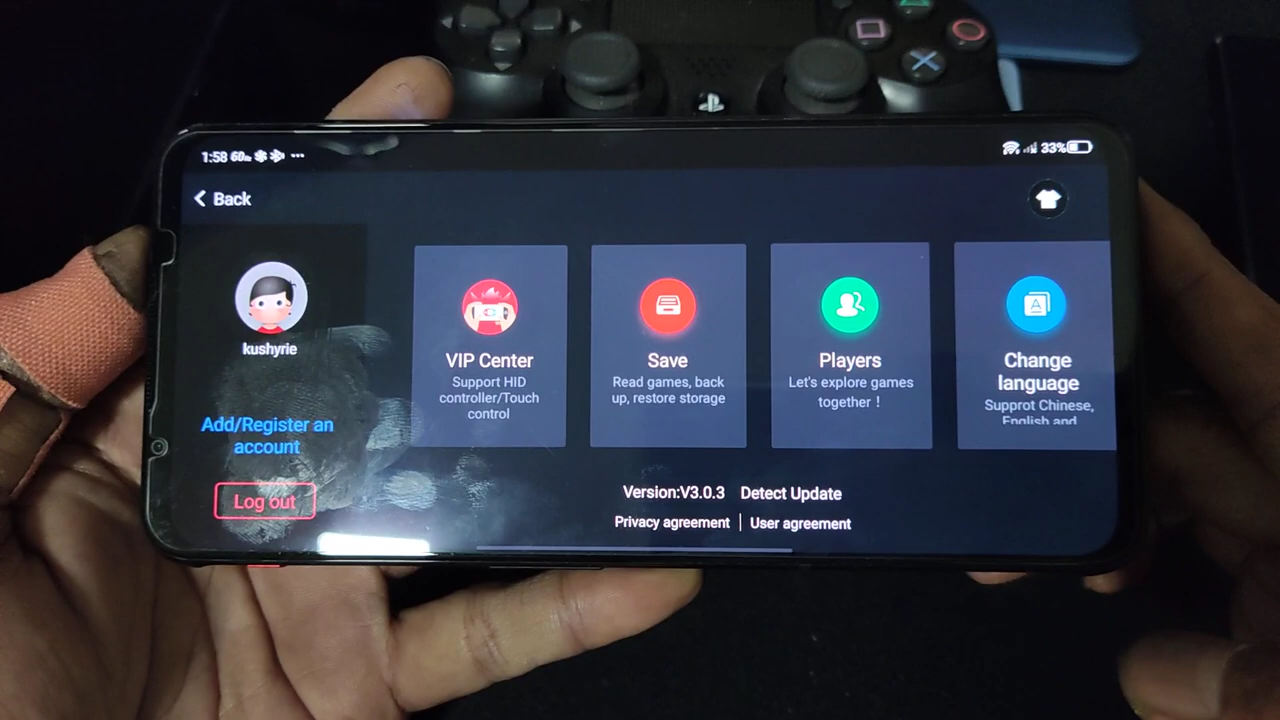 1:58 60Hz
33%
Back
kushyrie
Add/Register an
account
Log out
VIP Center
Support HID
controller/Touch
control
Save
Read games, back
up, restore storage
Players
Let's explore games
together !
Change
language
Supprot Chinese,
English and
Version:V3.0.3 Detect Update
Privacy agreement | User agreement